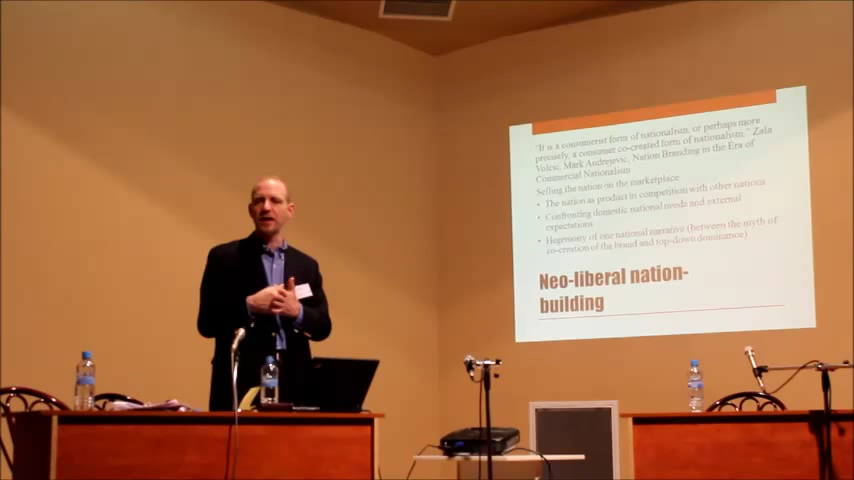 "It is a consumerist form of nationalism, or perhaps more
precisely, a consumer co-created form of nationalism." Zala
Volcic, Mark Andrejevic, Nation Branding in the Era of
Commercial Nationalism
Selling the nation on the marketplace
• The nation as product in competition with other nations
• Confronting domestic national needs and external
expectations
• Hegemony of one national narrative (between the myth of
co-creation of the brand and top-down dominance)
Neo-liberal nation-
building